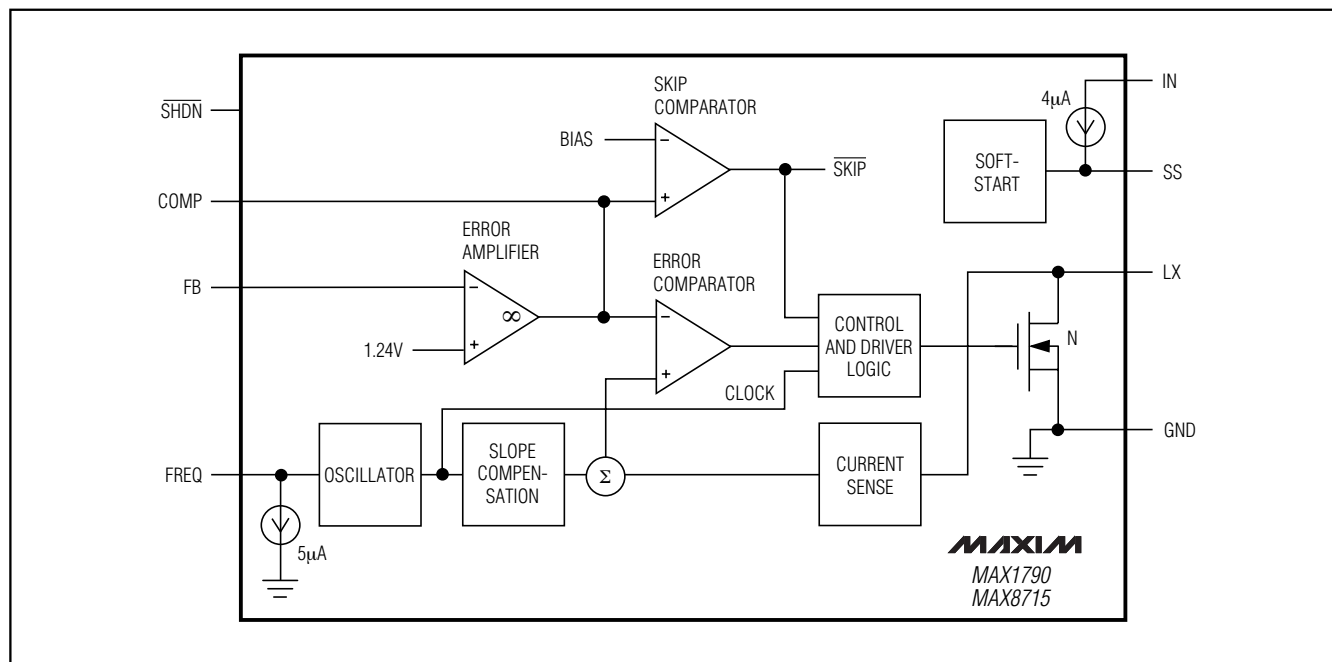 SKIP
COMPARATOR
IN
4μA
SHDN
BIAS
−
+
SKIP
SOFT-
START
SS
COMP
ERROR
AMPLIFIER
ERROR
COMPARATOR
LX
FB
−
∞
+
1.24V
−
+
CONTROL
AND DRIVER
LOGIC
N
CLOCK
GND
FREQ
OSCILLATOR
SLOPE
COMPEN-
SATION
Σ
CURRENT
SENSE
5μA
MAXIM
MAX1790
MAX8715